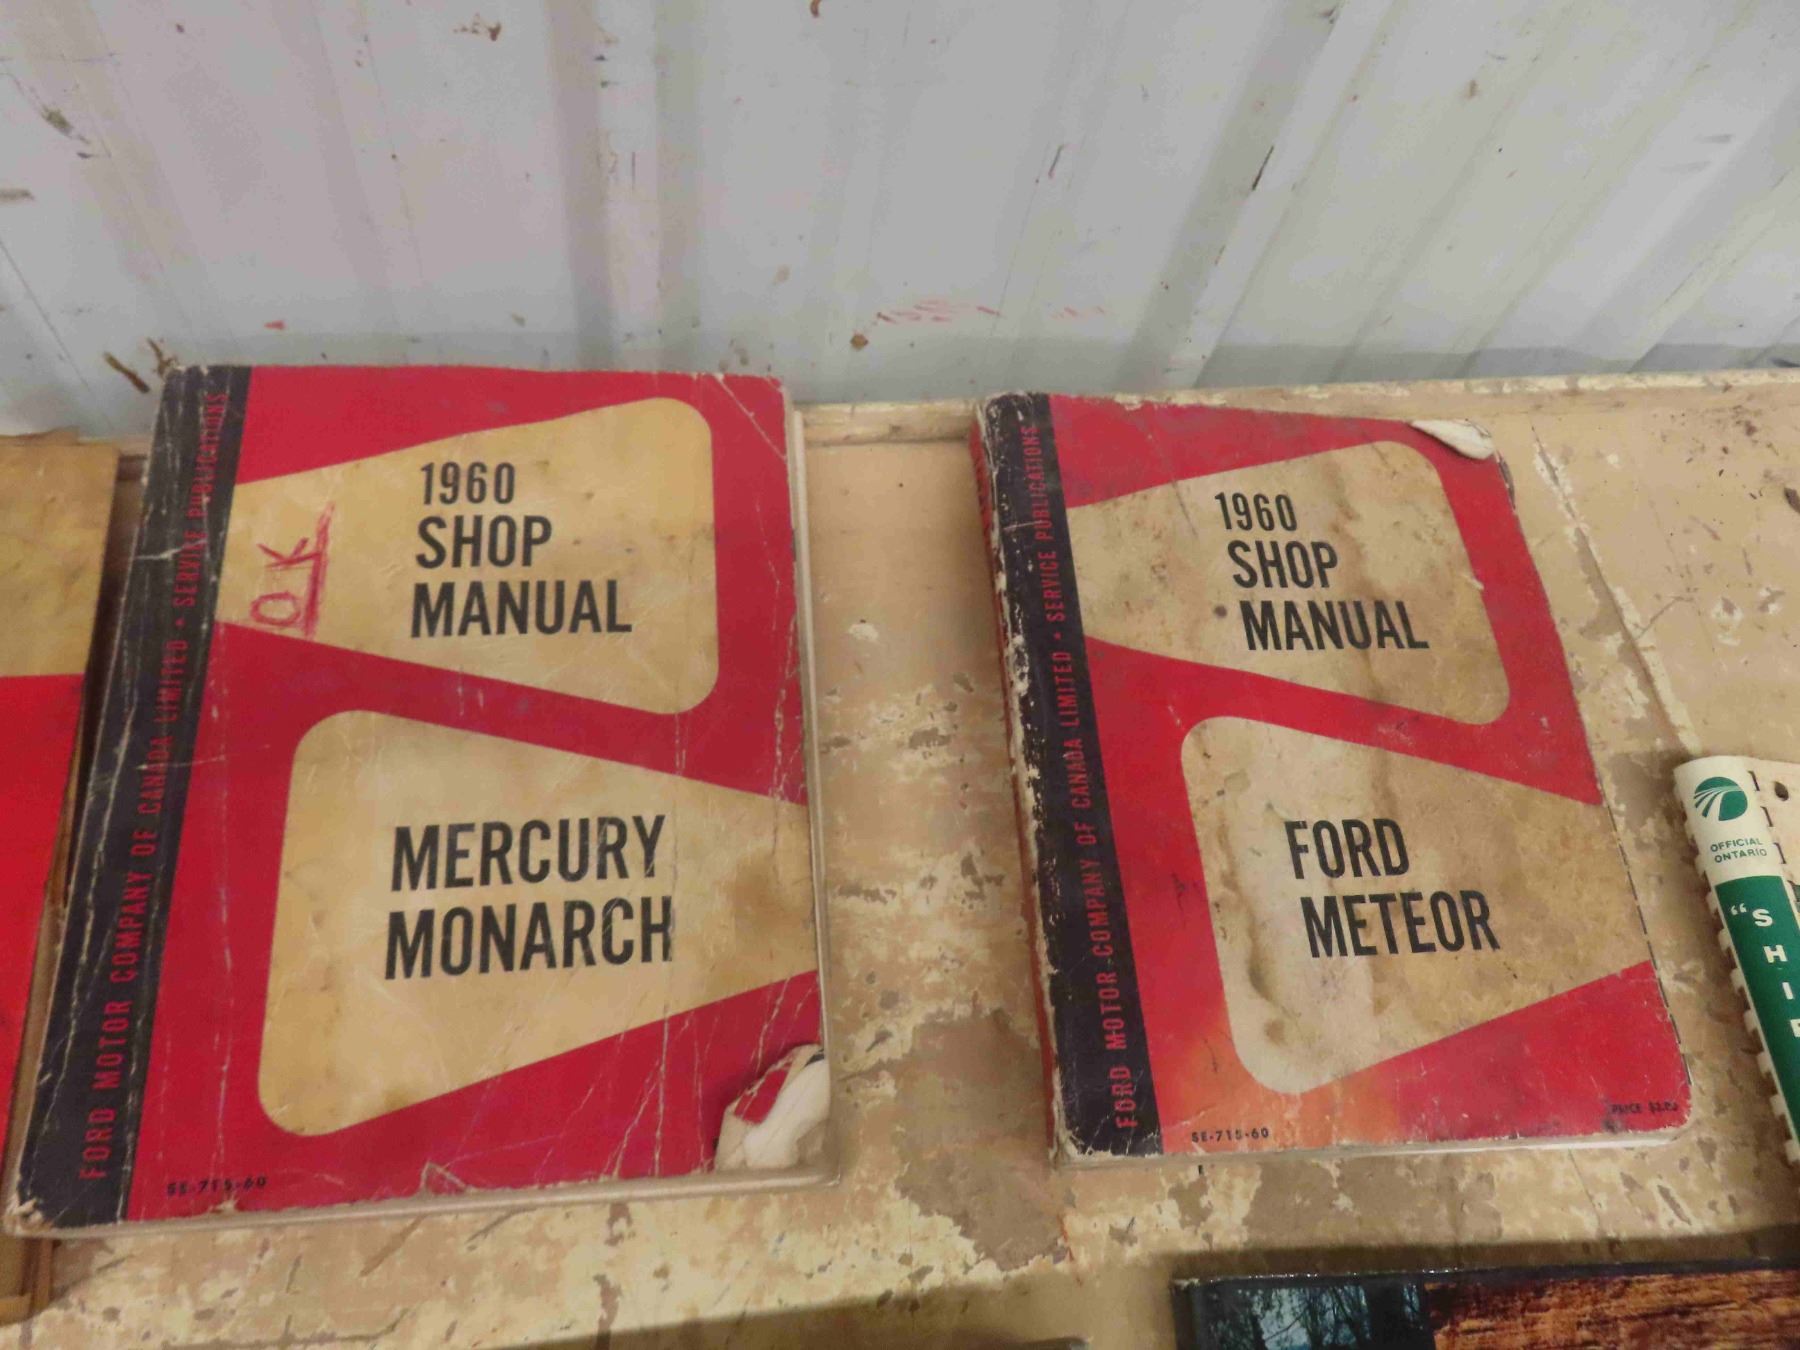 1960
SHOP
MANUAL
MERCURY
MONARCH
OK
FORD MOTOR COMPANY OF CANADA LIMITED • SERVICE PUBLICATIONS
SE-715-60
1960
SHOP
MANUAL
FORD
METEOR
FORD MOTOR COMPANY OF CANADA LIMITED • SERVICE PUBLICATIONS
SE-715-60
PRICE
OFFICIAL
ONTARIO